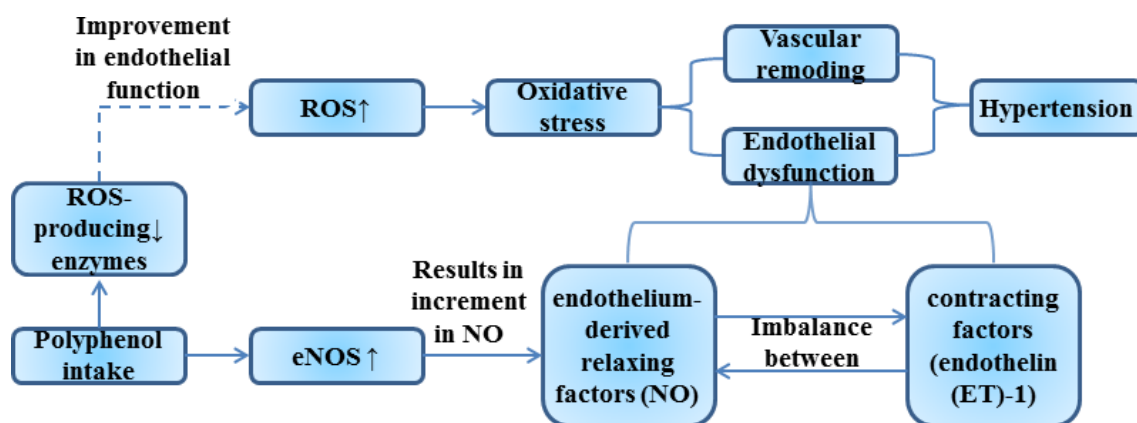 Improvement
in endothelial
function
ROS↑
Oxidative
stress
Vascular
remoding
Endothelial
dysfunction
Hypertension
ROS-
producing↓
enzymes
Polyphenol
intake
eNOS ↑
Results in
increment
in NO
endothelium-
derived
relaxing
factors (NO)
Imbalance
between
contracting
factors
(endothelin
(ET)-1)